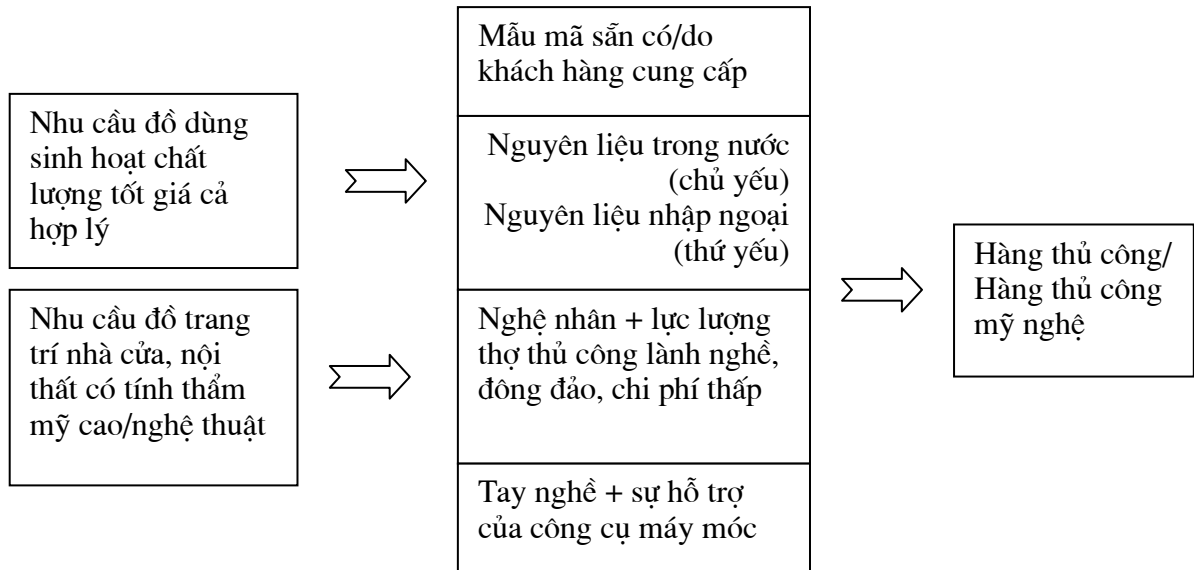 Nhu cầu đồ dùng
sinh hoạt chất
lượng tốt giá cả
hợp lý
Nhu cầu đồ trang
trí nhà cửa, nội
thất có tính thẩm
mỹ cao/nghệ thuật
Mẫu mã sẵn có/do
khách hàng cung cấp
Nguyên liệu trong nước
(chủ yếu)
Nguyên liệu nhập ngoại
(thứ yếu)
Nghệ nhân + lực lượng
thợ thủ công lành nghề,
đông đảo, chi phí thấp
Tay nghề + sự hỗ trợ
của công cụ máy móc
Hàng thủ công/
Hàng thủ công
mỹ nghệ